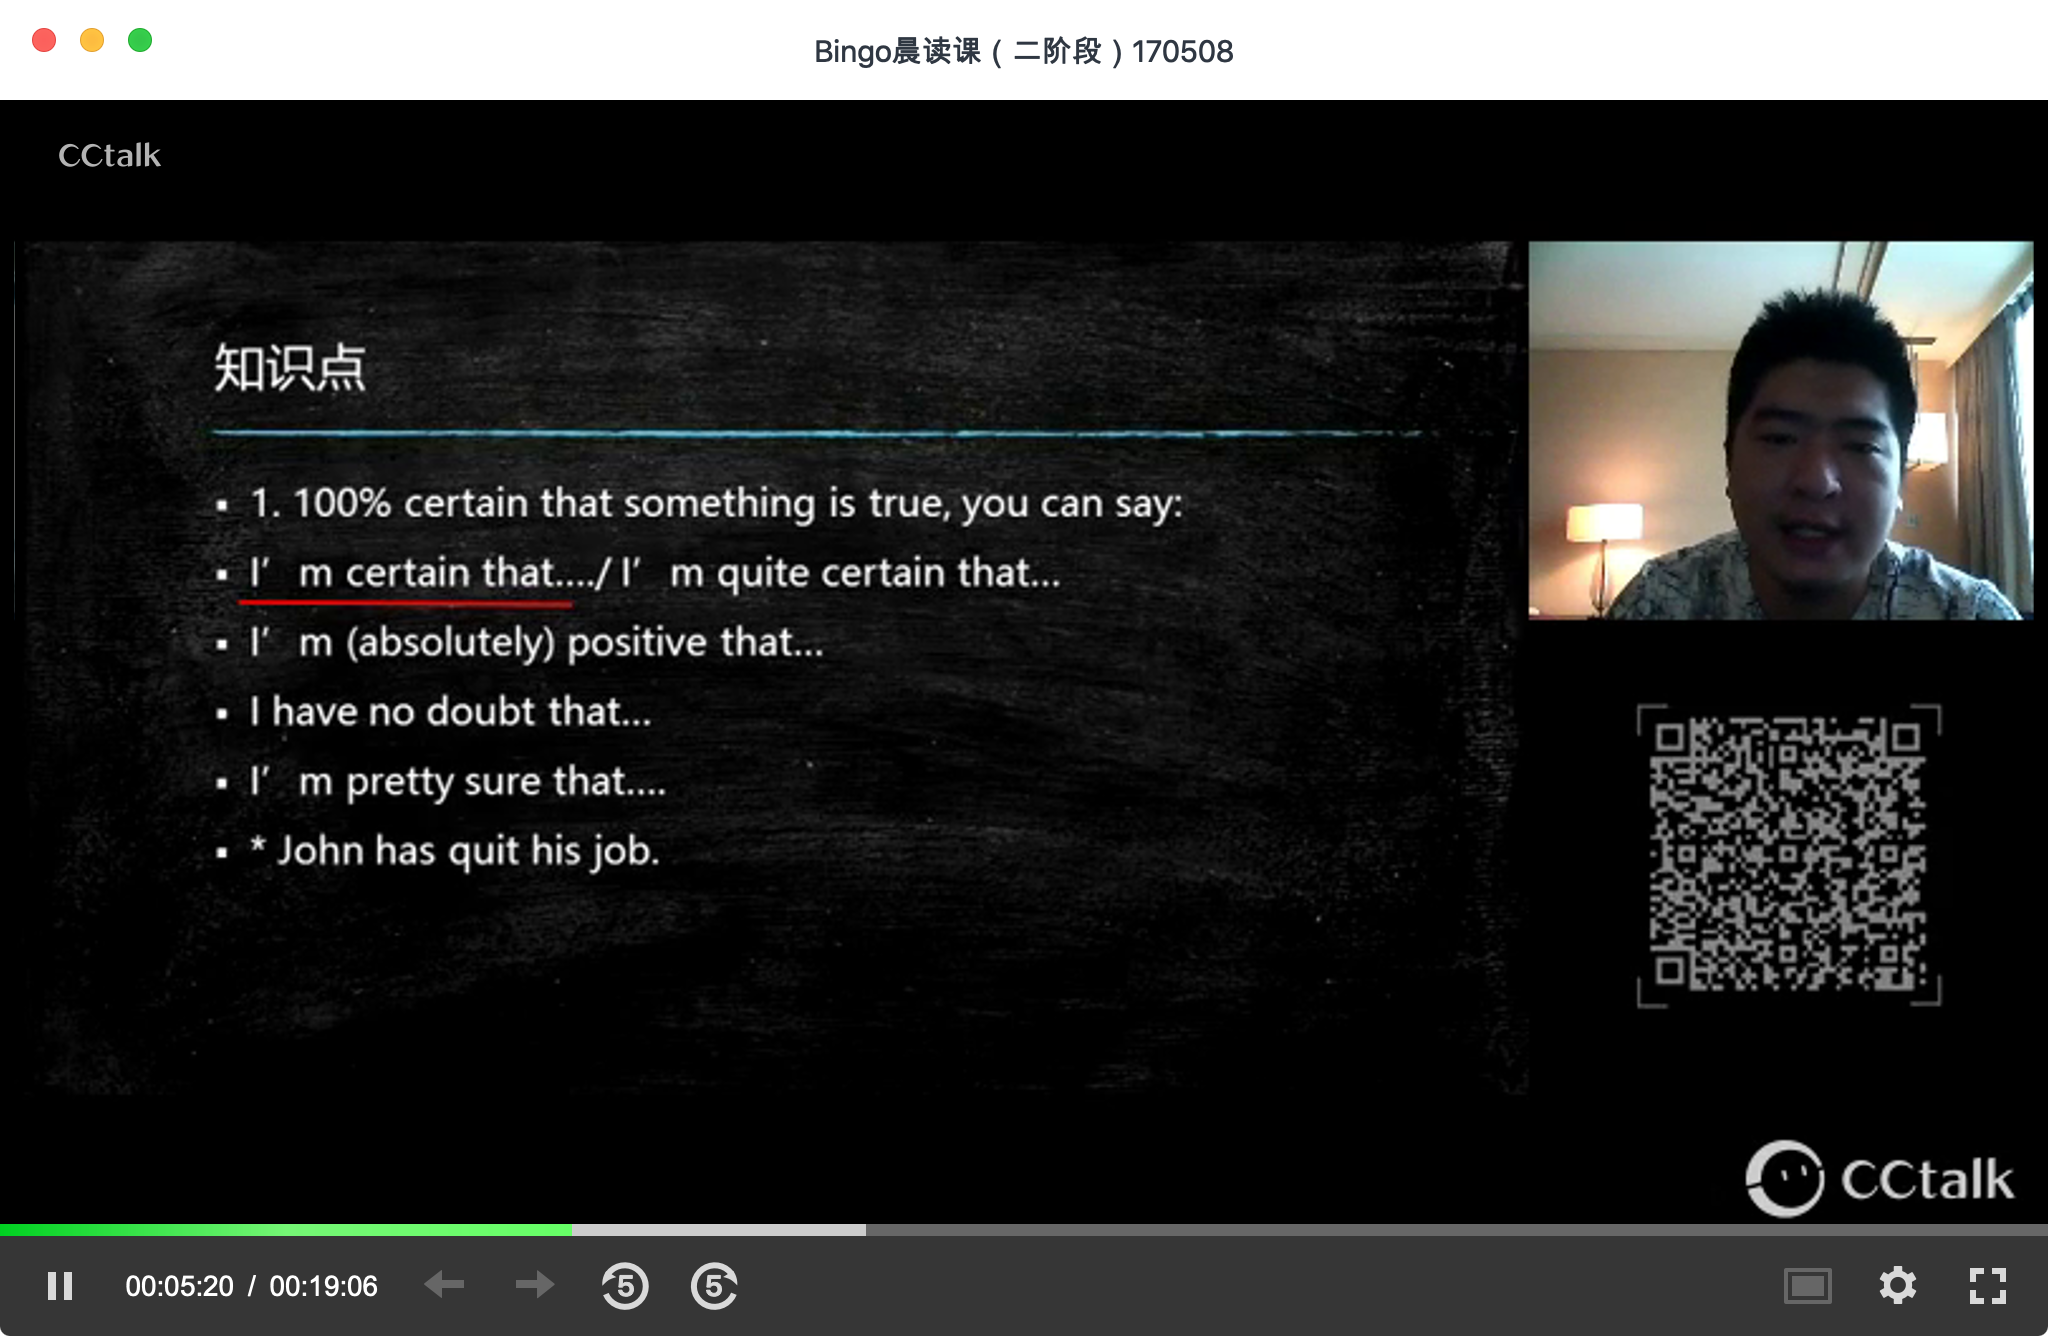 Bingo晨读课（二阶段）170508
CCtalk
知识点
▪ 1. 100% certain that something is true, you can say:
▪ I’ m certain that..../ I’ m quite certain that...
▪ I’ m (absolutely) positive that...
▪ I have no doubt that...
▪ I’ m pretty sure that....
▪ * John has quit his job.
CCtalk
00:05:20 / 00:19:06
5
5